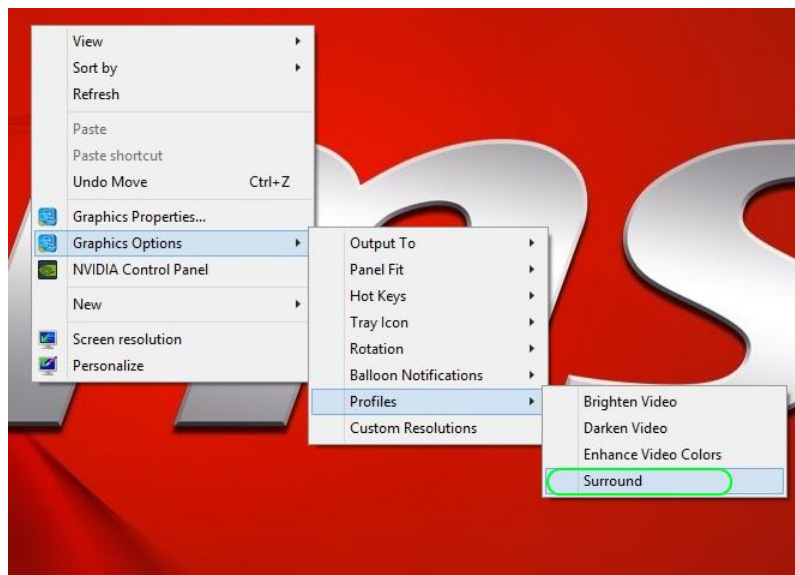 View
Sort by
Refresh
Paste
Paste shortcut
Undo Move Ctrl+Z
Graphics Properties...
Graphics Options
NVIDIA Control Panel
New
Screen resolution
Personalize
Output To
Panel Fit
Hot Keys
Tray Icon
Rotation
Balloon Notifications
Profiles
Custom Resolutions
Brighten Video
Darken Video
Enhance Video Colors
Surround